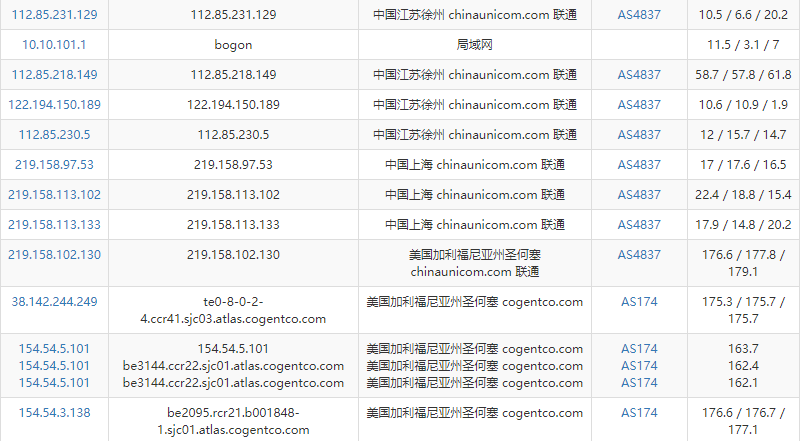 112.85.231.129 112.85.231.129 中国江苏徐州 chinaunicom.com 联通 AS4837 10.5 / 6.6 / 20.2
10.10.101.1 bogon 局域网 11.5 / 3.1 / 7
112.85.218.149 112.85.218.149 中国江苏徐州 chinaunicom.com 联通 AS4837 58.7 / 57.8 / 61.8
122.194.150.189 122.194.150.189 中国江苏徐州 chinaunicom.com 联通 AS4837 10.6 / 10.9 / 1.9
112.85.230.5 112.85.230.5 中国江苏徐州 chinaunicom.com 联通 AS4837 12 / 15.7 / 14.7
219.158.97.53 219.158.97.53 中国上海 chinaunicom.com 联通 AS4837 17 / 17.6 / 16.5
219.158.113.102 219.158.113.102 中国上海 chinaunicom.com 联通 AS4837 22.4 / 18.8 / 15.4
219.158.113.133 219.158.113.133 中国上海 chinaunicom.com 联通 AS4837 17.9 / 14.8 / 20.2
219.158.102.130 219.158.102.130 美国加利福尼亚州圣何塞 AS4837 176.6 / 177.8 /
chinaunicom.com 联通 179.1
38.142.244.249 te0-8-0-2- 美国加利福尼亚州圣何塞 cogentco.com AS174 175.3 / 175.7 /
4.ccr41.sjc03.atlas.cogentco.com 175.7
154.54.5.101 154.54.5.101 美国加利福尼亚州圣何塞 cogentco.com AS174 163.7
154.54.5.101 be3144.ccr22.sjc01.atlas.cogentco.com 美国加利福尼亚州圣何塞 cogentco.com AS174 162.4
154.54.5.101 be3144.ccr22.sjc01.atlas.cogentco.com 美国加利福尼亚州圣何塞 cogentco.com AS174 162.1
154.54.3.138 be2095.rcr21.b001848- 美国加利福尼亚州圣何塞 cogentco.com AS174 176.6 / 176.7 /
1.sjc01.atlas.cogentco.com 177.1